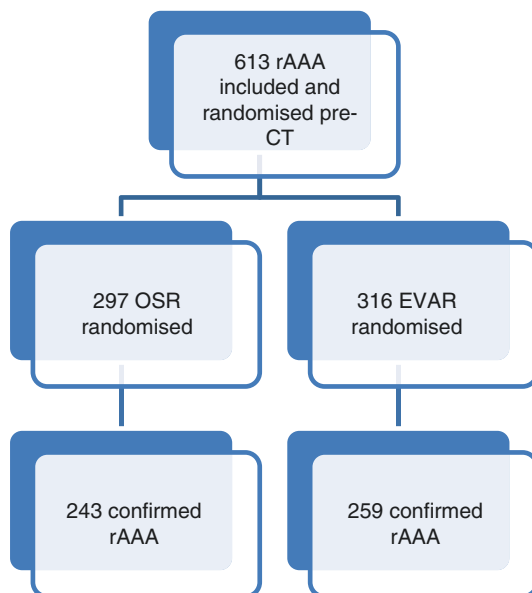 613 rAAA
included and
randomised pre-
CT
297 OSR
randomised
316 EVAR
randomised
243 confirmed
rAAA
259 confirmed
rAAA